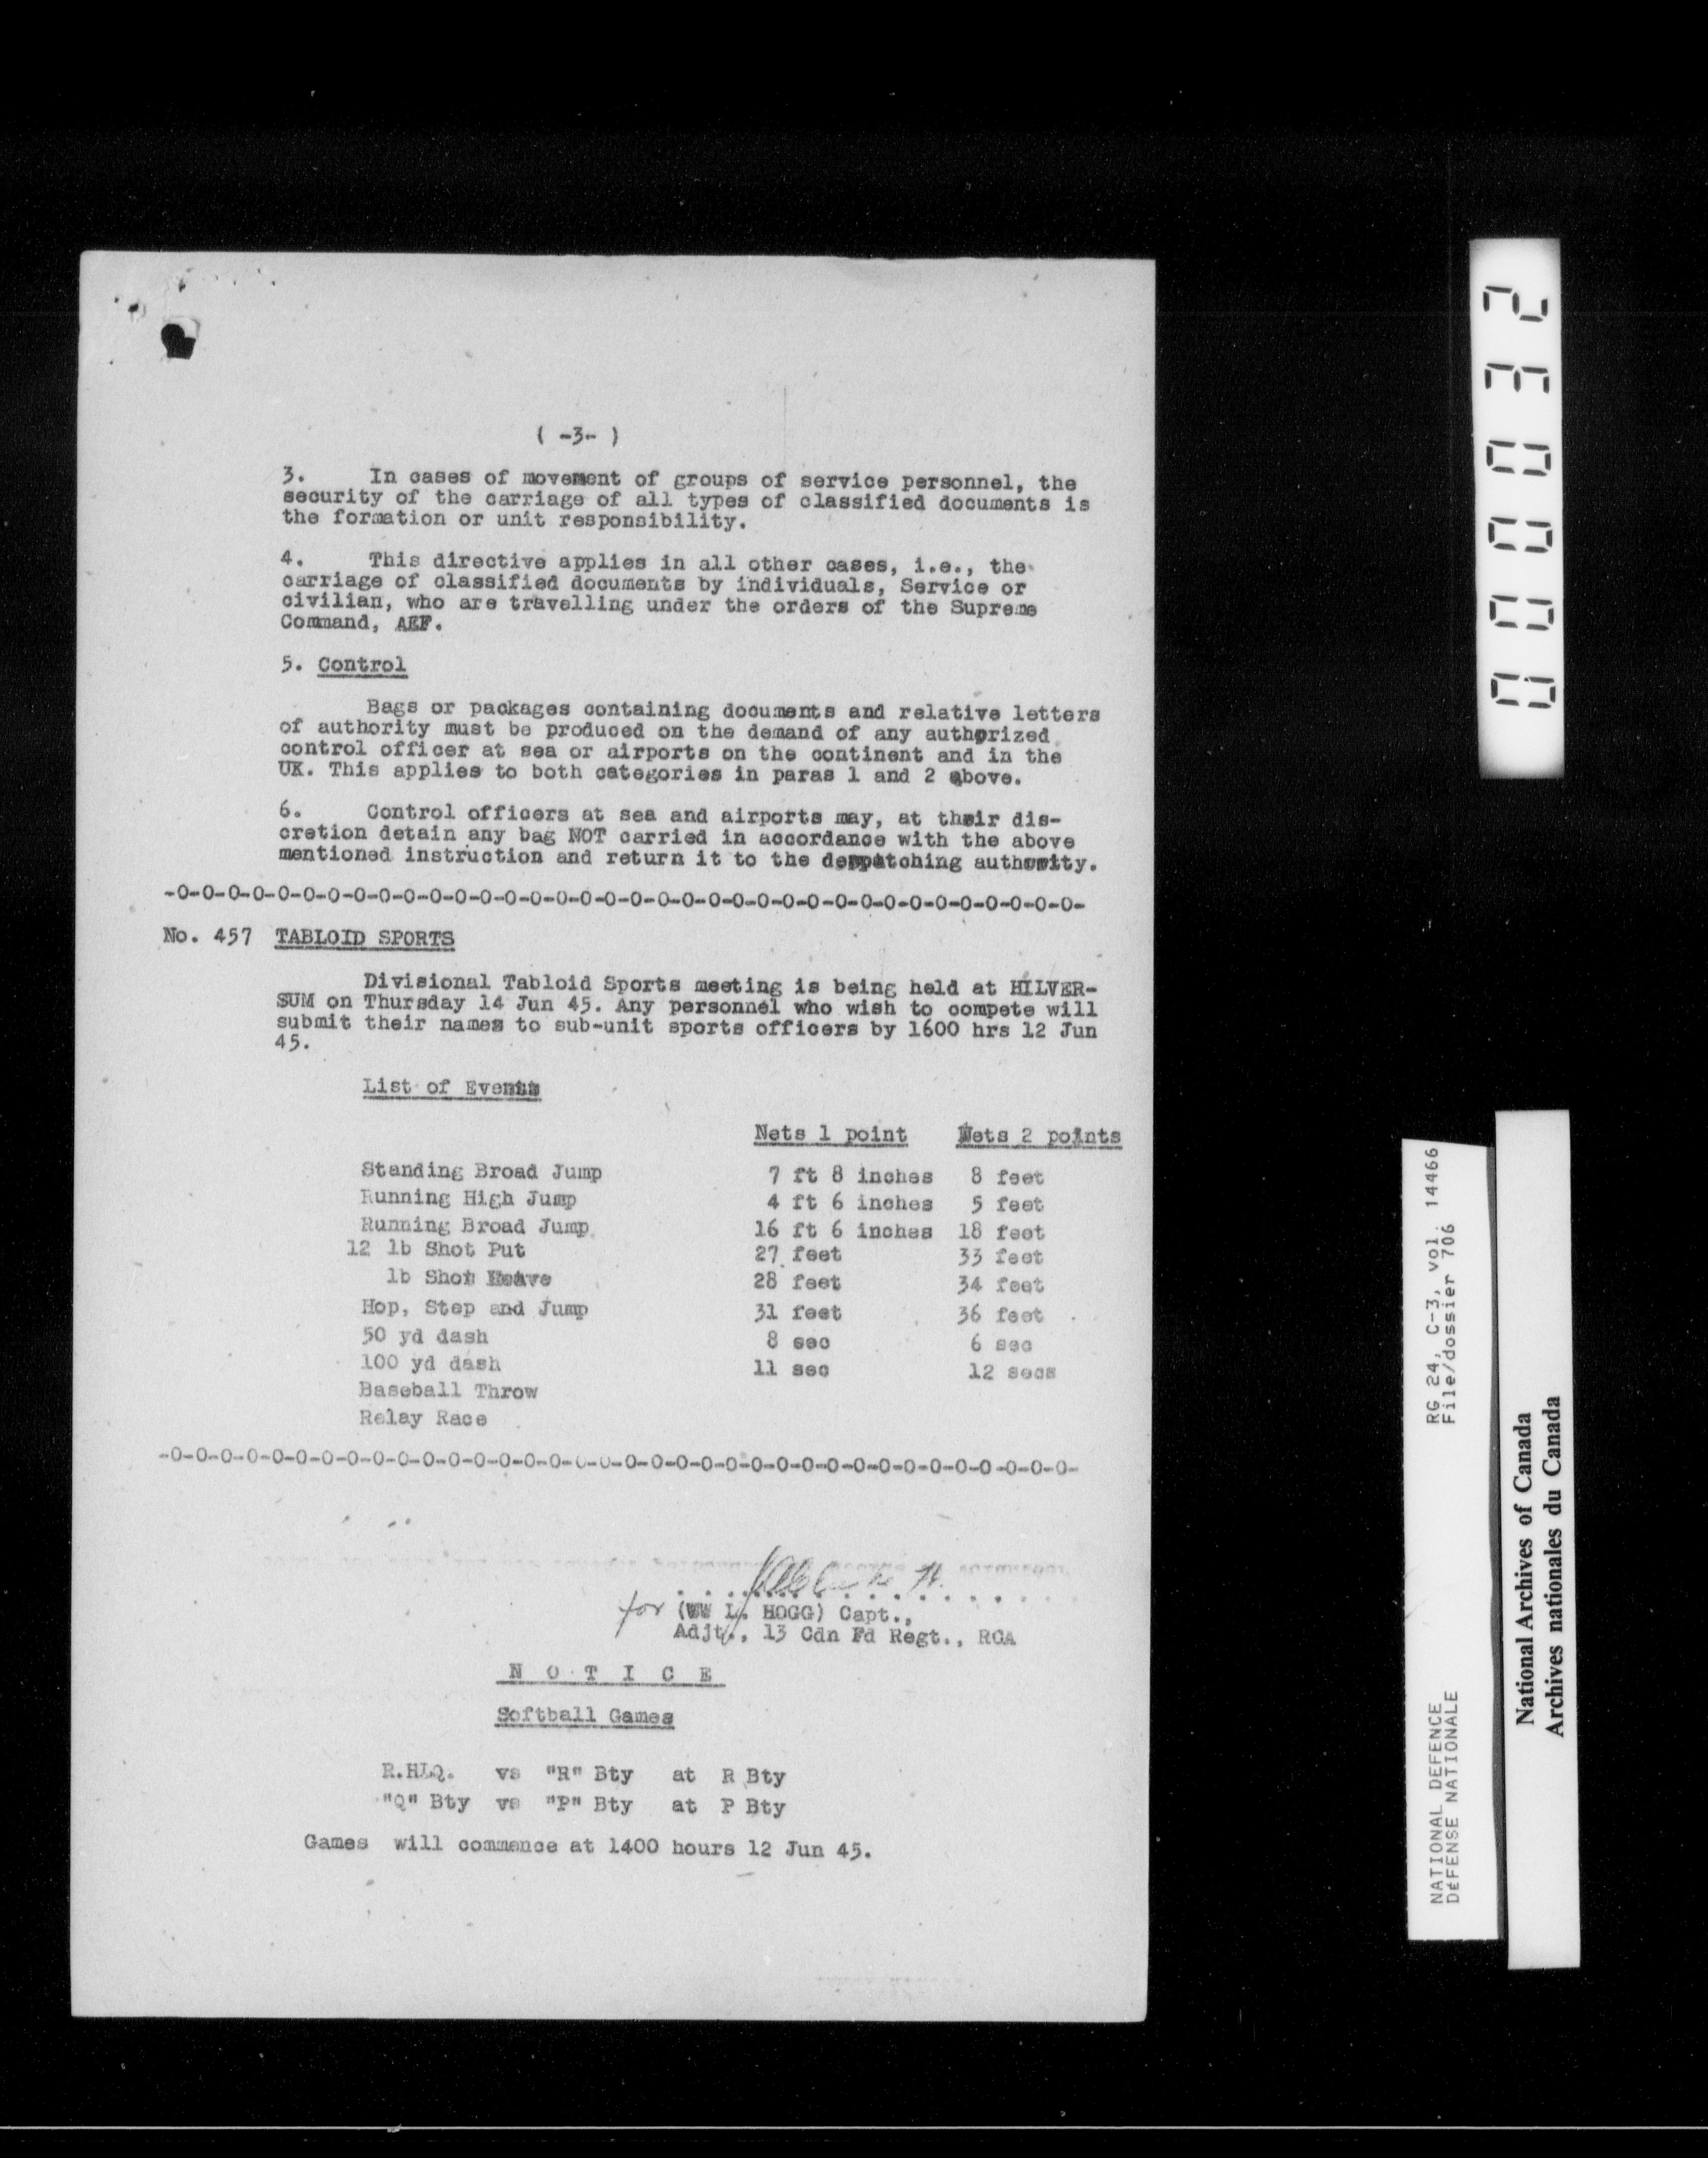 ( -3- )
3. In cases of movement of groups of service personnel, the
security of the carriage of all types of classified documents is
the formation or unit responsibility.
4. This directive applies in all other cases, i.e., the
carriage of classified documents by individuals, Service or
civilian, who are travelling under the orders of the Supreme
Command, AEF.
5. Control
Bags or packages containing documents and relative letters
of authority must be produced on the demand of any authorized
control officer at sea or airports on the continent and in the
UK. This applies to both categories in paras 1 and 2 above.
6. Control officers at sea and airports may, at their dis-
cretion detain any bag NOT carried in accordance with the above
mentioned instruction and return it to the despatching authority.
-0-0-0-0-0-0-0-0-0-0-0-0-0-0-0-0-0-0-0-0-0-0-0-0-0-0-0-0-0-0-0-0-0-0-0-0-
No. 457 TABLOID SPORTS
Divisional Tabloid Sports meeting is being held at HILVER-
SUM on Thursday 14 Jun 45. Any personnel who wish to compete will
submit their names to sub-unit sports officers by 1600 hrs 12 Jun
45.
List of Events
Nets 1 point Nets 2 points
Standing Broad Jump 7 ft 8 inches 8 feet
Running High Jump 4 ft 6 inches 5 feet
Running Broad Jump 16 ft 6 inches 18 feet
12 lb Shot Put 27 feet 33 feet
lb Shot Heave 28 feet 34 feet
Hop, Step and Jump 31 feet 36 feet
50 yd dash 8 sec 6 sec
100 yd dash 11 sec 12 secs
Baseball Throw
Relay Race
-0-0-0-0-0-0-0-0-0-0-0-0-0-0-0-0-0-0-0-0-0-0-0-0-0-0-0-0-0-0-0-0-0-0-0-0-
for (WW L. HOGG) Capt.,
Adjt., 13 Cdn Fd Regt., RCA
N O T I C E
Softball Games
R.H.Q. vs "R" Bty at R Bty
"Q" Bty vs "P" Bty at P Bty
Games will commence at 1400 hours 12 Jun 45.
000032
RG 24, C-3, vol. 14466
File/dossier 706
NATIONAL DEFENCE
DÉFENSE NATIONALE
National Archives of Canada
Archives nationales du Canada